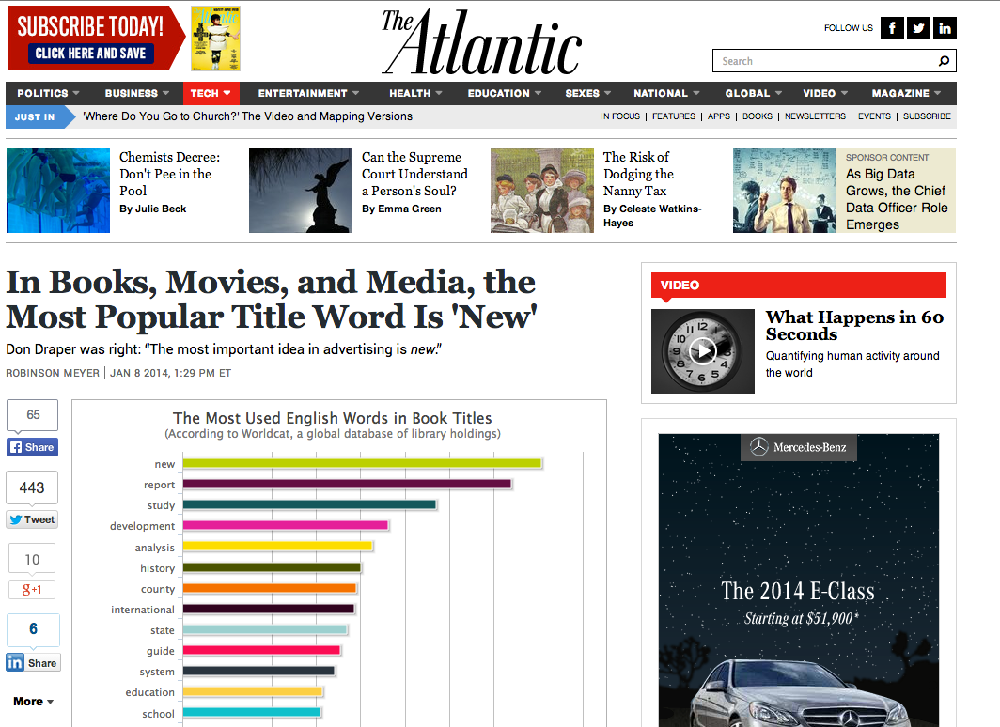 SUBSCRIBE TODAY!
CLICK HERE AND SAVE
The
Atlantic
FOLLOW US
Search
POLITICS
BUSINESS
TECH
ENTERTAINMENT
HEALTH
EDUCATION
SEXES
NATIONAL
GLOBAL
VIDEO
MAGAZINE
JUST IN
'Where Do You Go to Church?' The Video and Mapping Versions
IN FOCUS | FEATURES | APPS | BOOKS | NEWSLETTERS | EVENTS | SUBSCRIBE
Chemists Decree:
Don't Pee in the
Pool
By Julie Beck
Can the Supreme
Court Understand
a Person's Soul?
By Emma Green
The Risk of
Dodging the
Nanny Tax
By Celeste Watkins-
Hayes
SPONSOR CONTENT
As Big Data
Grows, the Chief
Data Officer Role
Emerges
In Books, Movies, and Media, the
Most Popular Title Word Is 'New'
Don Draper was right: “The most important idea in advertising is new.”
ROBINSON MEYER | JAN 8 2014, 1:29 PM ET
65
Share
443
Tweet
10
g+1
6
in Share
More
The Most Used English Words in Book Titles
(According to Worldcat, a global database of library holdings)
new
report
study
development
analysis
history
county
international
state
guide
system
education
school
VIDEO
What Happens in 60
Seconds
Quantifying human activity around
the world
Mercedes-Benz
The 2014 E-Class
Starting at $51,900*